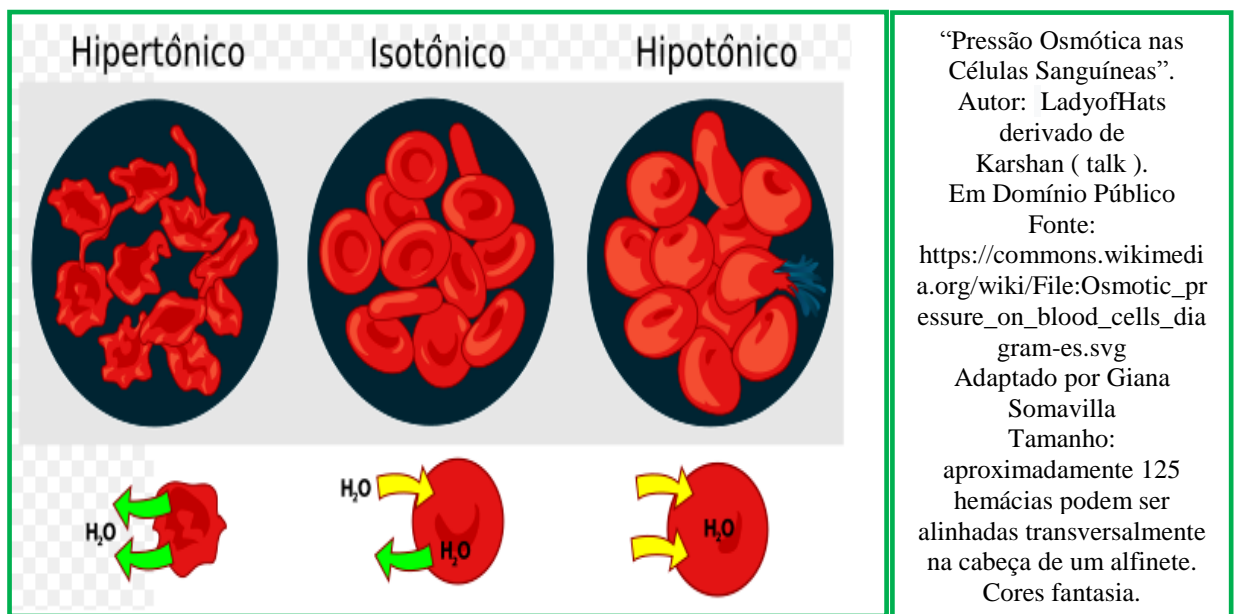 Hipertônico
Isotônico
Hipotônico
H₂O
H₂O
H₂O
H₂O
“Pressão Osmótica nas
Células Sanguíneas”.
Autor: LadyofHats
derivado de
Karshan ( talk ).
Em Domínio Público
Fonte:
https://commons.wikimedi
a.org/wiki/File:Osmotic_pr
essure_on_blood_cells_dia
gram-es.svg
Adaptado por Giana
Somavilla
Tamanho:
aproximadamente 125
hemácias podem ser
alinhadas transversalmente
na cabeça de um alfinete.
Cores fantasia.